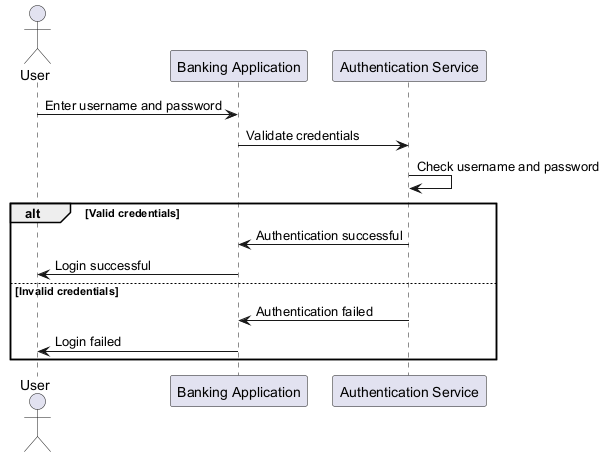 User
Banking Application
Authentication Service
Enter username and password
Validate credentials
Check username and password
alt
[Valid credentials]
Authentication successful
Login successful
[Invalid credentials]
Authentication failed
Login failed
User
Banking Application
Authentication Service